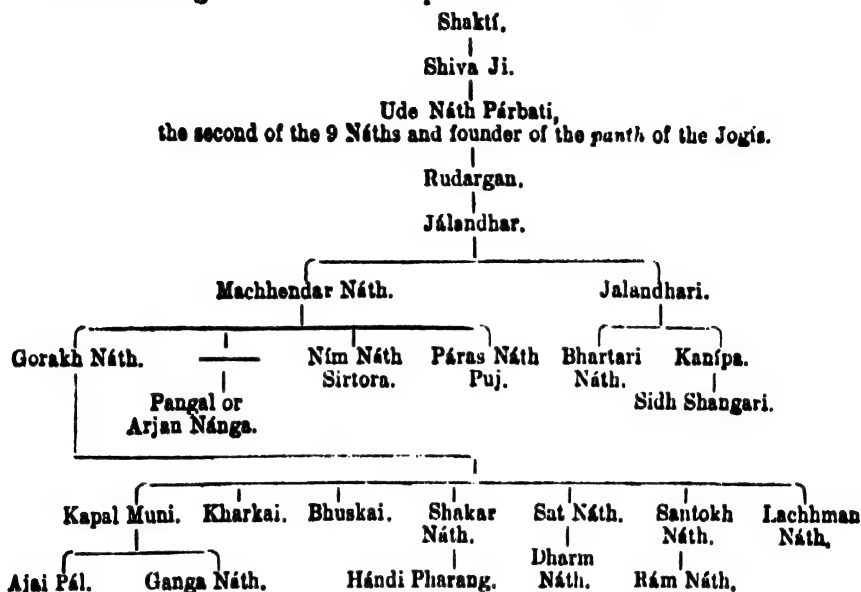 Shaktí.
Shiva Ji.
Ude Náth Párbati,
the second of the 9 Náths and founder of the panth of the Jogís.
Rudargan.
Jálandhar.
Machhendar Náth. Jalandhari.
Gorakh Náth. Ním Náth Páras Náth Bhartari Kanípa.
Sirtora. Puj. Náth.
Pangal or Sidh Shangari.
Arjan Nánga.
Kapal Muni. Kharkai. Bhuskai. Shakar Sat Náth. Santokh Lachhman
Náth. Náth. Náth.
Dharm
Ajai Pál. Ganga Náth. Hándi Pharang. Náth. Rám Náth.